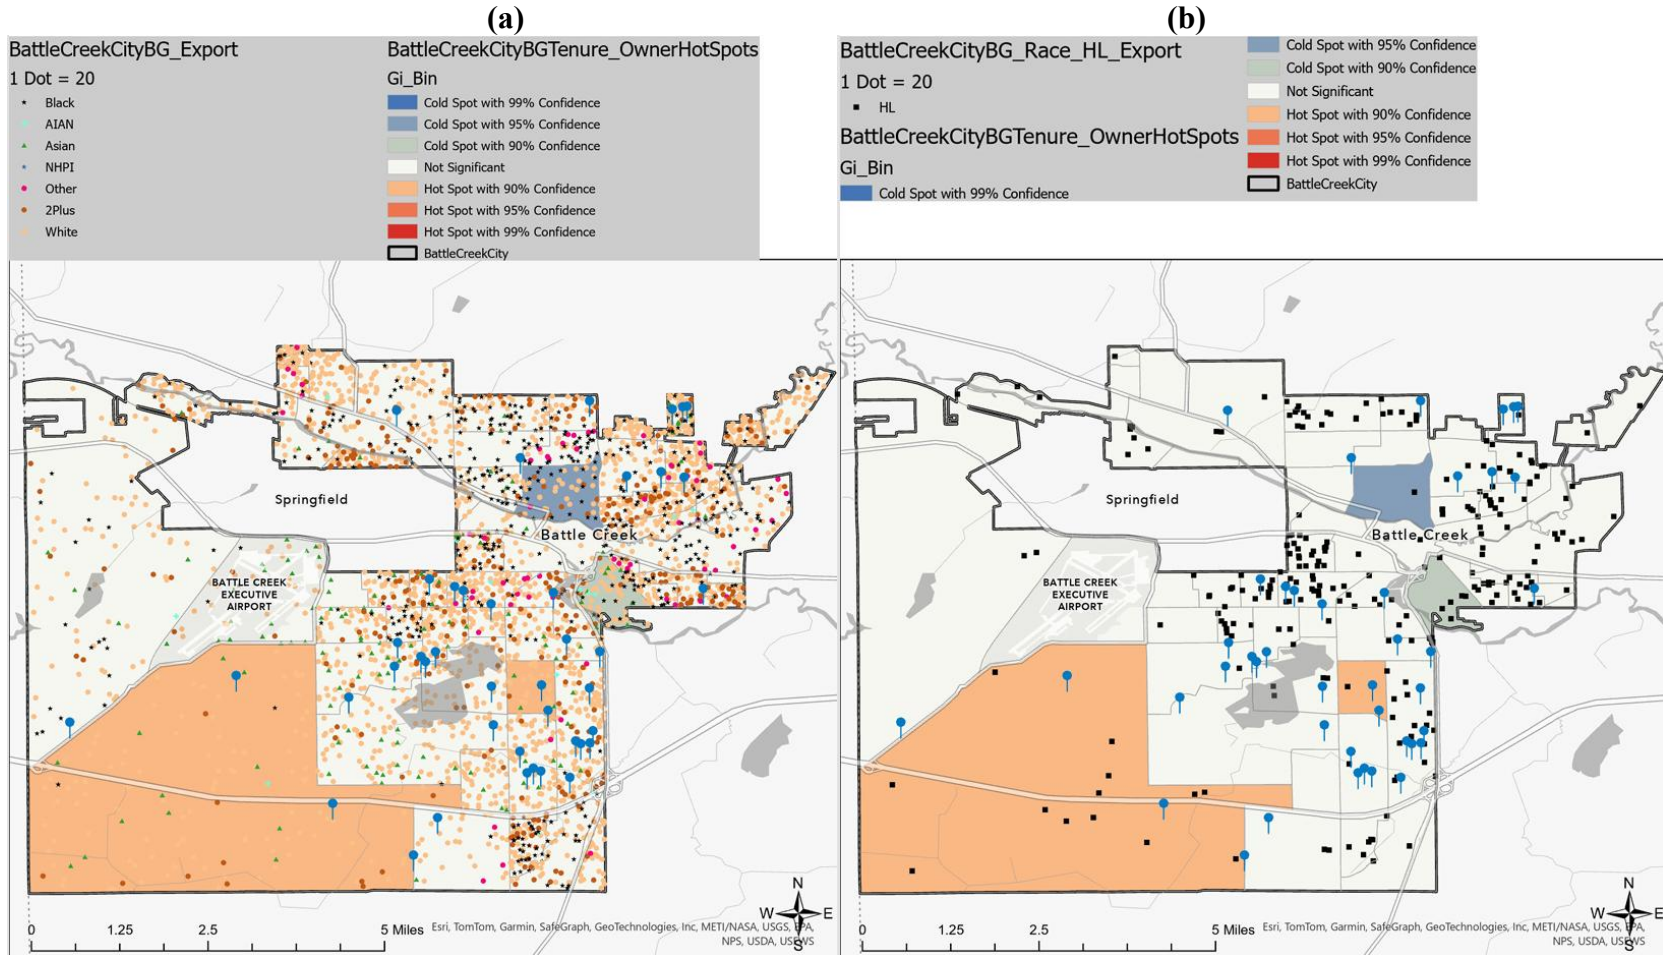 (a)
BattleCreekCityBG_Export
1 Dot = 20
Black
AIAN
Asian
NHPI
Other
2Plus
White
BattleCreekCityBGTenure_OwnerHotSpots
Gi_Bin
Cold Spot with 99% Confidence
Cold Spot with 95% Confidence
Cold Spot with 90% Confidence
Not Significant
Hot Spot with 90% Confidence
Hot Spot with 95% Confidence
Hot Spot with 99% Confidence
BattleCreekCity
Springfield
Battle Creek
BATTLE CREEK
EXECUTIVE
AIRPORT
N
W E
S
0 1.25 2.5 5 Miles
Esri, TomTom, Garmin, SafeGraph, GeoTechnologies, Inc, METI/NASA, USGS, EPA,
NPS, USDA, USFWS
(b)
BattleCreekCityBG_Race_HL_Export
1 Dot = 20
HL
BattleCreekCityBGTenure_OwnerHotSpots
Gi_Bin
Cold Spot with 99% Confidence
Cold Spot with 95% Confidence
Cold Spot with 90% Confidence
Not Significant
Hot Spot with 90% Confidence
Hot Spot with 95% Confidence
Hot Spot with 99% Confidence
BattleCreekCity
Springfield
Battle Creek
BATTLE CREEK
EXECUTIVE
AIRPORT
N
W E
S
0 1.25 2.5 5 Miles
Esri, TomTom, Garmin, SafeGraph, GeoTechnologies, Inc, METI/NASA, USGS, EPA,
NPS, USDA, USFWS